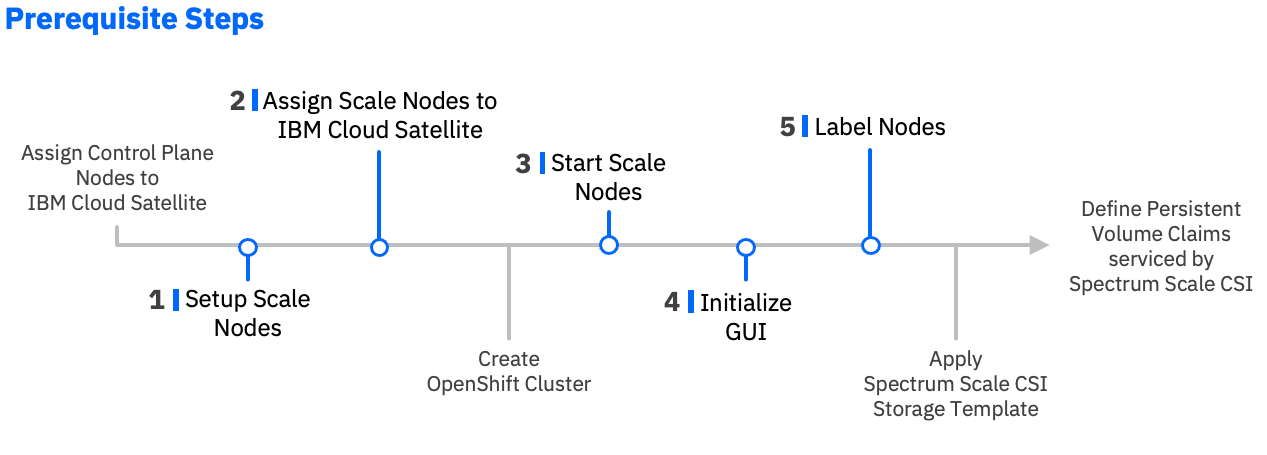 Prerequisite Steps
Assign Control Plane
Nodes to
IBM Cloud Satellite
1 Setup Scale
Nodes
2 Assign Scale Nodes to
IBM Cloud Satellite
Create
OpenShift Cluster
3 Start Scale
Nodes
4 Initialize
GUI
5 Label Nodes
Apply
Spectrum Scale CSI
Storage Template
Define Persistent
Volume Claims
serviced by
Spectrum Scale CSI